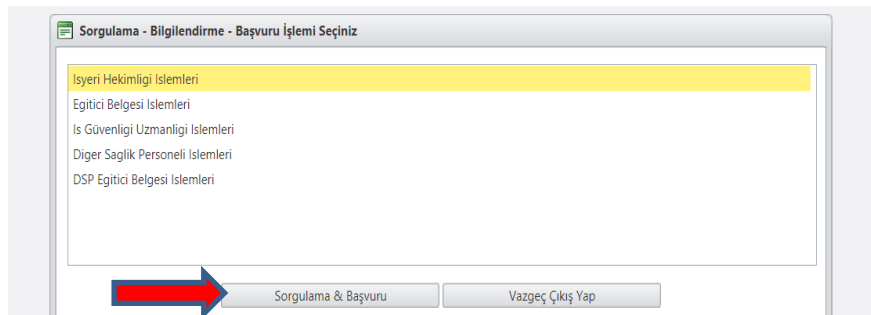 Sorgulama - Bilgilendirme - Başvuru İşlemi Seçiniz
Isyeri Hekimligi Islemleri
Egitici Belgesi Islemleri
Is Güvenligi Uzmanligi Islemleri
Diger Saglik Personeli Islemleri
DSP Egitici Belgesi Islemleri
Sorgulama & Başvuru Vazgeç Çıkış Yap